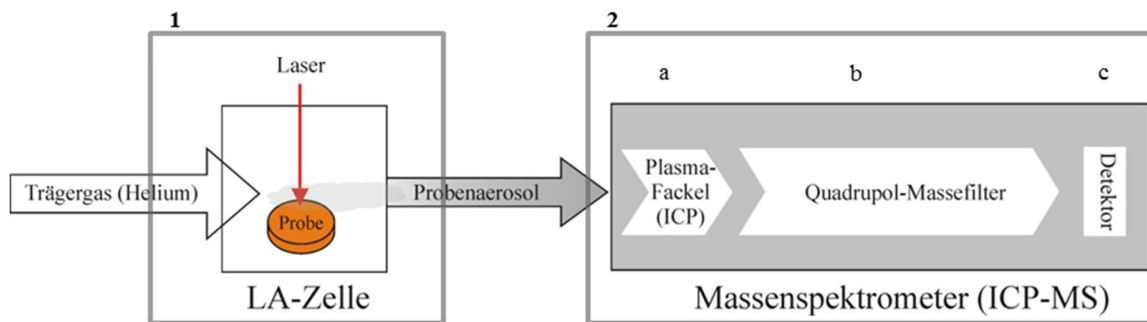 1
Laser
Trägergas (Helium)
Probe
LA-Zelle
Probenaerosol
2
a
b
c
Plasma-
Fackel
(ICP)
Quadrupol-Massefilter
Detektor
Massenspektrometer (ICP-MS)